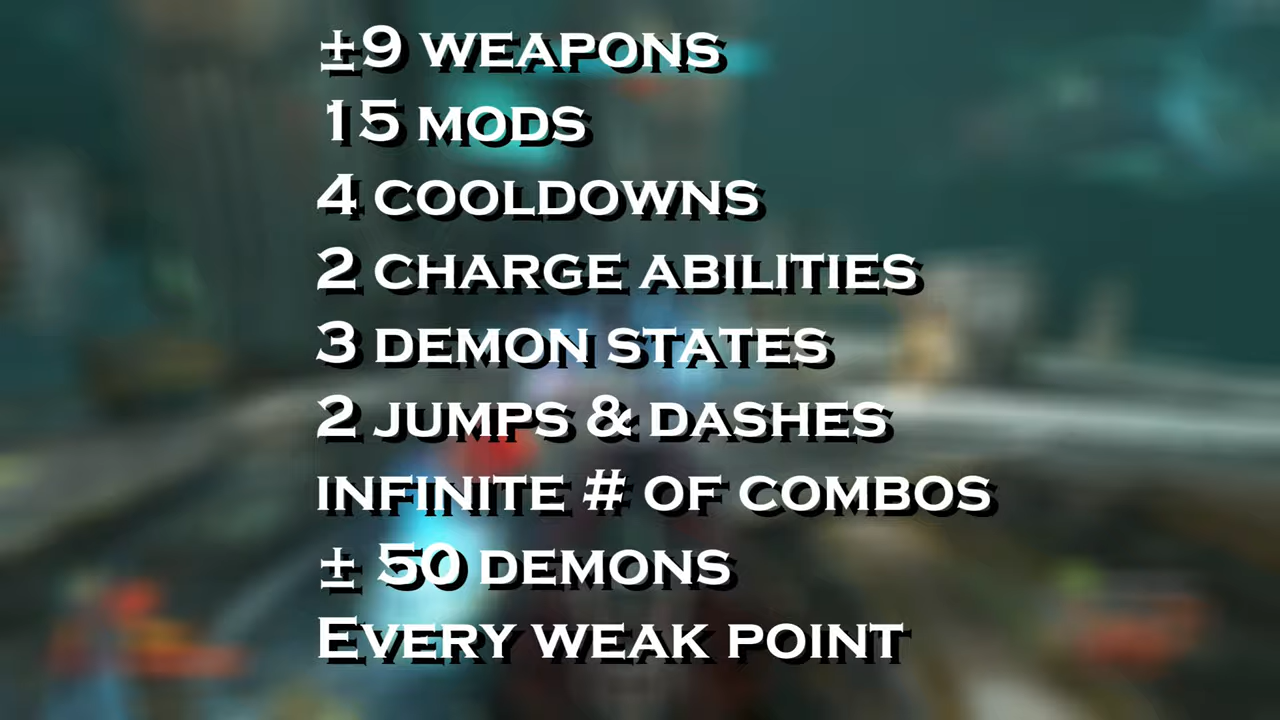 ±9 WEAPONS
15 MODS
4 COOLDOWNS
2 CHARGE ABILITIES
3 DEMON STATES
2 JUMPS & DASHES
INFINITE # OF COMBOS
± 50 DEMONS
EVERY WEAK POINT